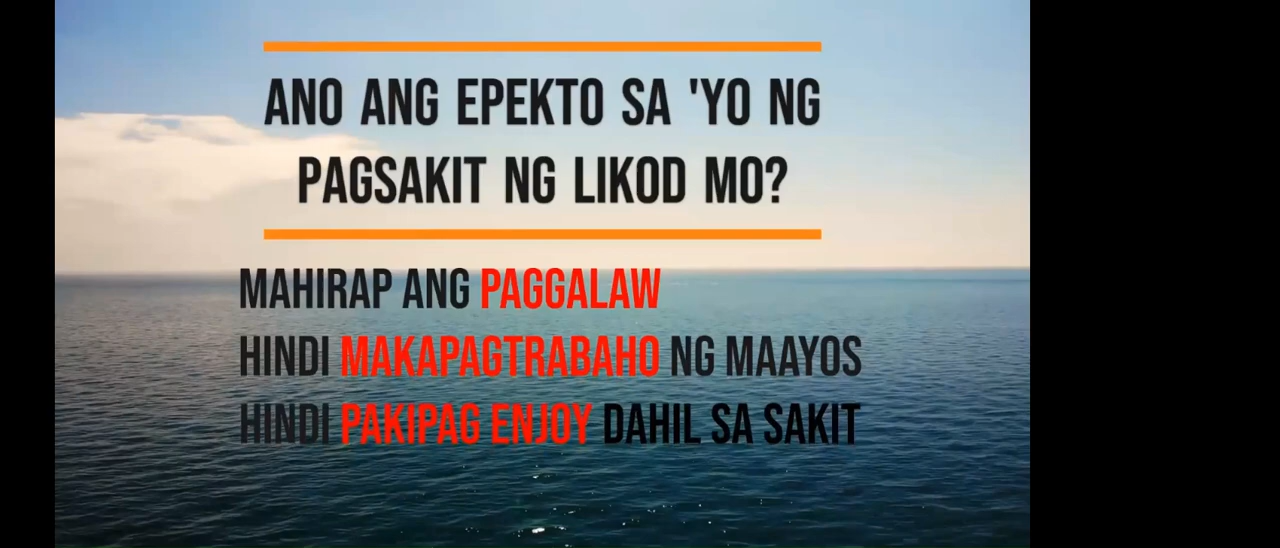 ANO ANG EPEKTO SA 'YO NG
PAGSAKIT NG LIKOD MO?
MAHIRAP ANG PAGGALAW
HINDI MAKAPAGTRABAHO NG MAAYOS
HINDI PAKIPAG ENJOY DAHIL SA SAKIT